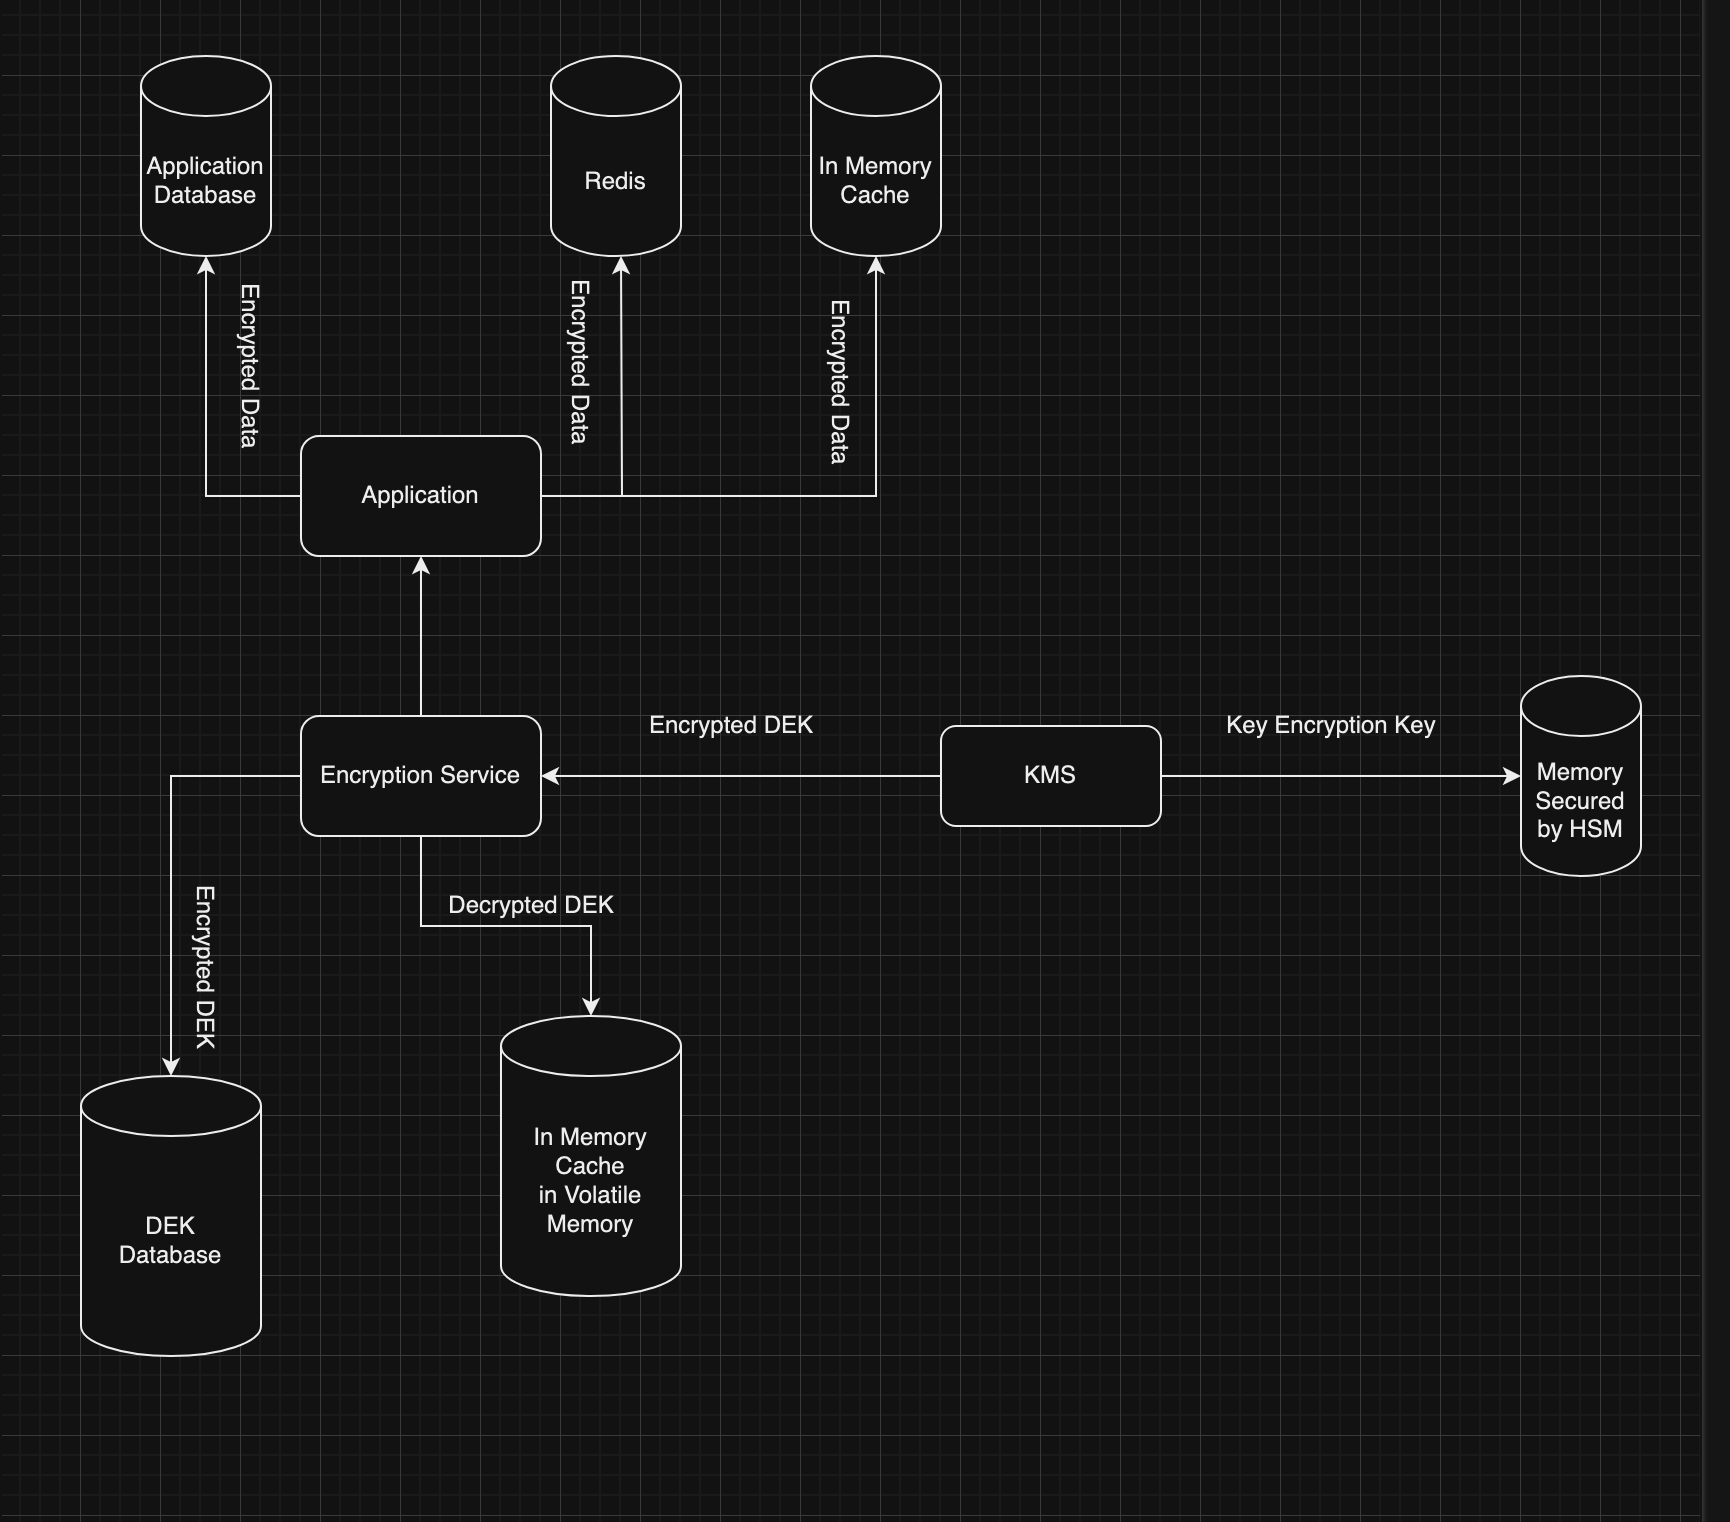 Application
Database
Redis
In Memory
Cache
Encrypted Data
Encrypted Data
Encrypted Data
Application
Encrypted DEK
Key Encryption Key
Encryption Service
KMS
Memory
Secured
by HSM
Decrypted DEK
Encrypted DEK
In Memory
Cache
in Volatile
Memory
DEK
Database